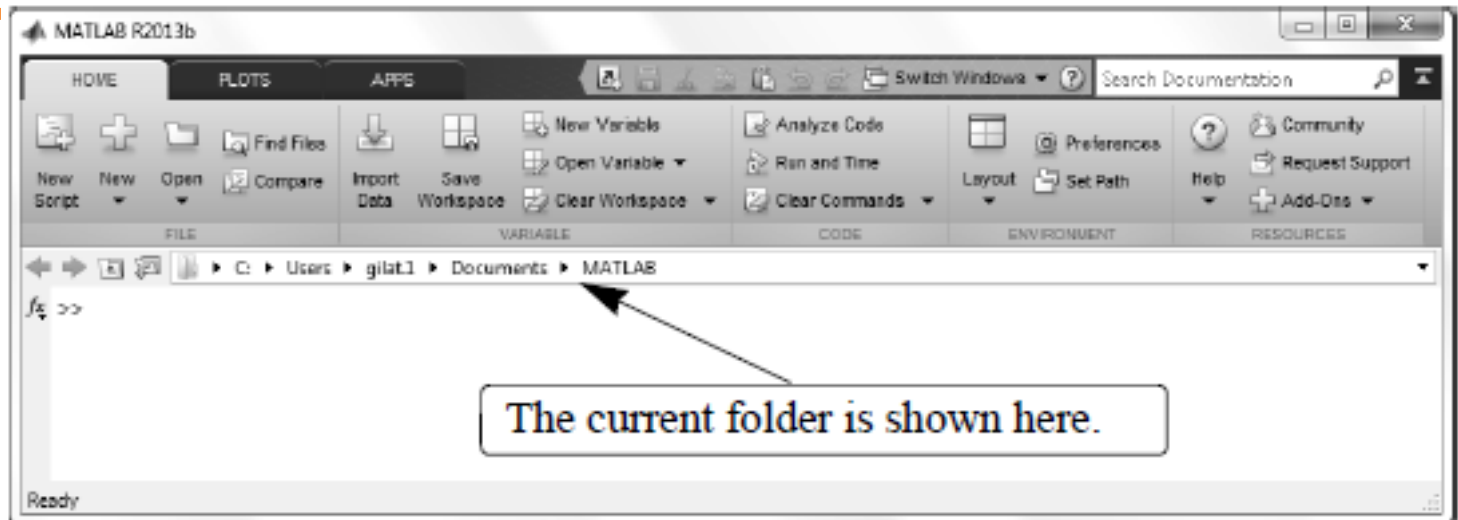 MATLAB R2013b
HOME PLOTS APPS Switch Windows ? Search Documentation
New Variable Analyze Code Community
Find Files Preferences ?
Open Variable Run and Time Request Support
New New Open Compare Import Save Layout Set Path Help
Script Data Workspace Clear Workspace Clear Commands Add-Ons
FILE VARIABLE CODE ENVIRONMENT RESOURCES
C: Users gilat.1 Documents MATLAB
fx >>
The current folder is shown here.
Ready